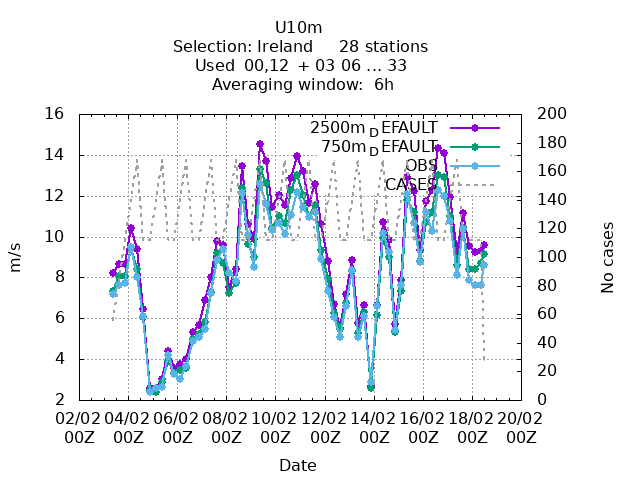 U10m
Selection: Ireland 28 stations
Used 00,12 + 03 06 ... 33
Averaging window: 6h
2500m_DEFAULT
750m_DEFAULT
OBS
CASES
16
14
12
10
8
6
4
2
m/s
200
180
160
140
120
100
80
60
40
20
0
No cases
02/02 04/02 06/02 08/02 10/02 12/02 14/02 16/02 18/02 20/02
00Z 00Z 00Z 00Z 00Z 00Z 00Z 00Z 00Z 00Z
Date